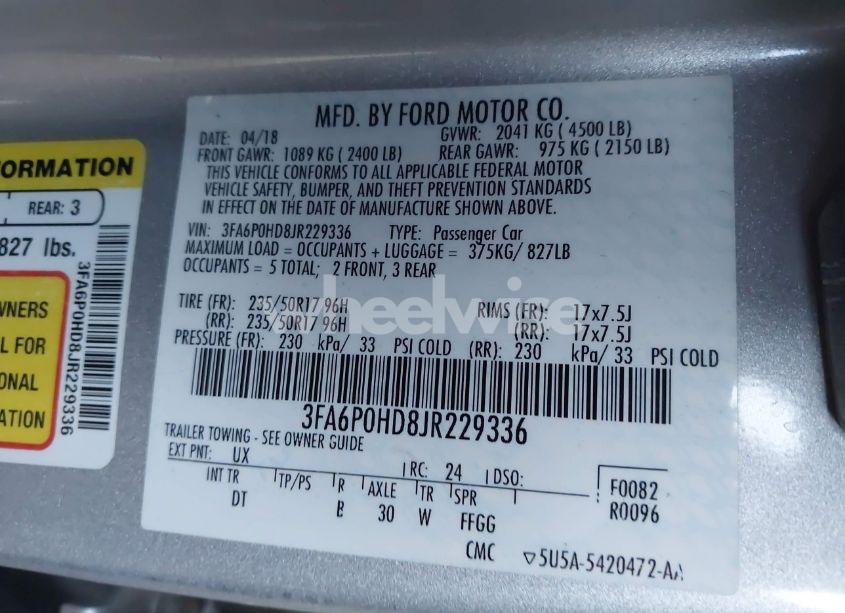 MFD. BY FORD MOTOR CO.
DATE: 04/18 GVWR: 2041 KG ( 4500 LB)
FRONT GAWR: 1089 KG ( 2400 LB) REAR GAWR: 975 KG ( 2150 LB)
THIS VEHICLE CONFORMS TO ALL APPLICABLE FEDERAL MOTOR
VEHICLE SAFETY, BUMPER, AND THEFT PREVENTION STANDARDS
IN EFFECT ON THE DATE OF MANUFACTURE SHOWN ABOVE.
VIN: 3FA6P0HD8JR229336 TYPE: Passenger Car
MAXIMUM LOAD = OCCUPANTS + LUGGAGE = 375KG/ 827LB
OCCUPANTS = 5 TOTAL; 2 FRONT, 3 REAR
TIRE (FR): 235/50R17 96H RIMS (FR): 17x7.5J
(RR): 235/50R17 96H (RR): 17x7.5J
PRESSURE (FR): 230 kPa/ 33 PSI COLD (RR): 230 kPa/ 33 PSI COLD
3FA6P0HD8JR229336
TRAILER TOWING - SEE OWNER GUIDE
EXT PNT: UX RC: 24 DSO:
INT TR TP/PS R AXLE TR SPR
DT B 30 W FFGG
F0082
R0096
CMC ▽5U5A-5420472-AA
FORMATION
REAR: 3
827 lbs.
WNERS
L FOR
ONAL
ATION
3FA6P0HD8JR229336
wheelwire